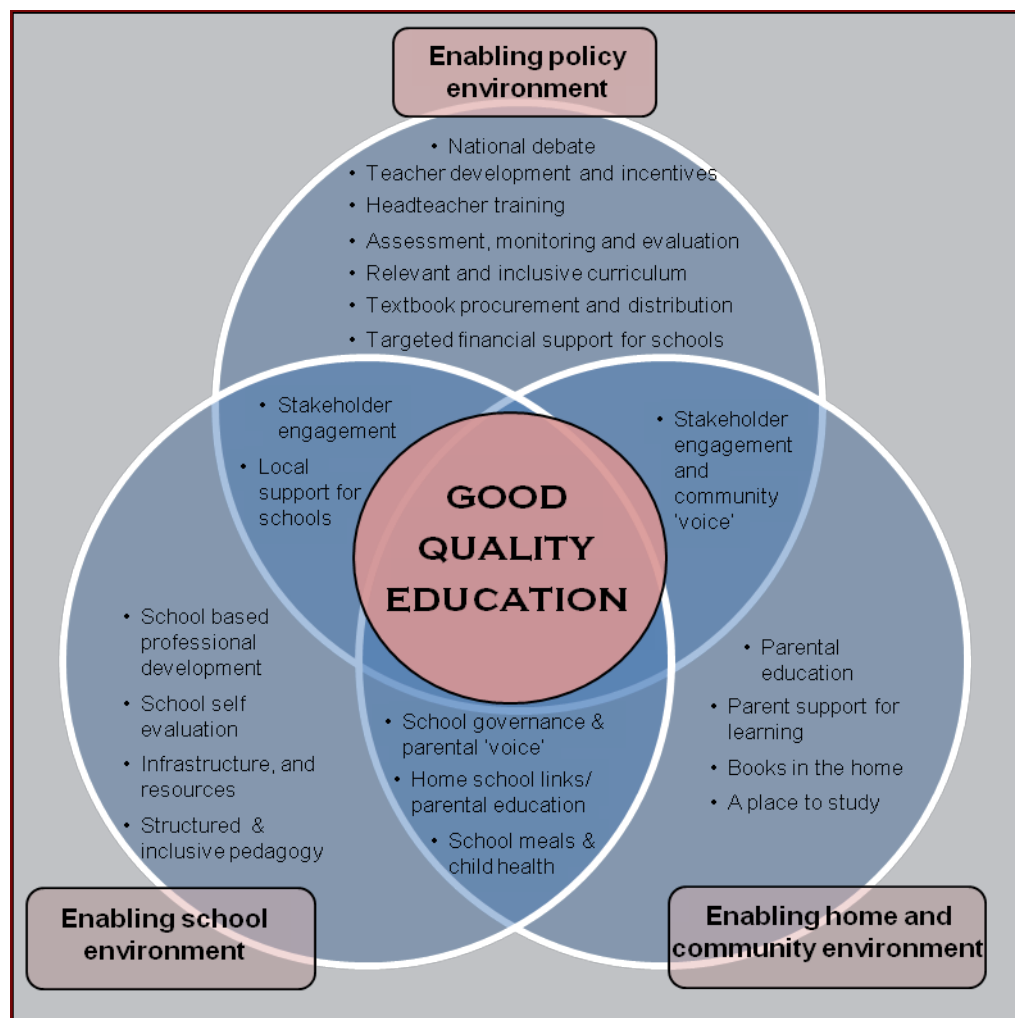 Enabling policy
environment
• National debate
• Teacher development and incentives
• Headteacher training
• Assessment, monitoring and evaluation
• Relevant and inclusive curriculum
• Textbook procurement and distribution
• Targeted financial support for schools
• Stakeholder
engagement
• Local
support for
schools
• Stakeholder
engagement
and
community
'voice'
GOOD
QUALITY
EDUCATION
• School based
professional
development
• School self
evaluation
• Infrastructure, and
resources
• Structured &
inclusive pedagogy
• School governance &
parental 'voice'
• Home school links/
parental education
• School meals &
child health
• Parental
education
• Parent support for
learning
• Books in the home
• A place to study
Enabling school
environment
Enabling home and
community environment